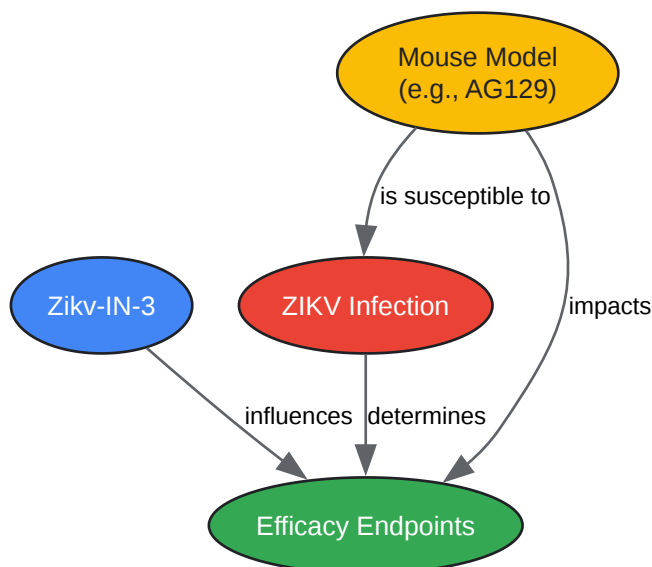 Mouse Model
(e.g., AG129)
is susceptible to
Zikv-IN-3
ZIKV Infection
impacts
influences
determines
Efficacy Endpoints